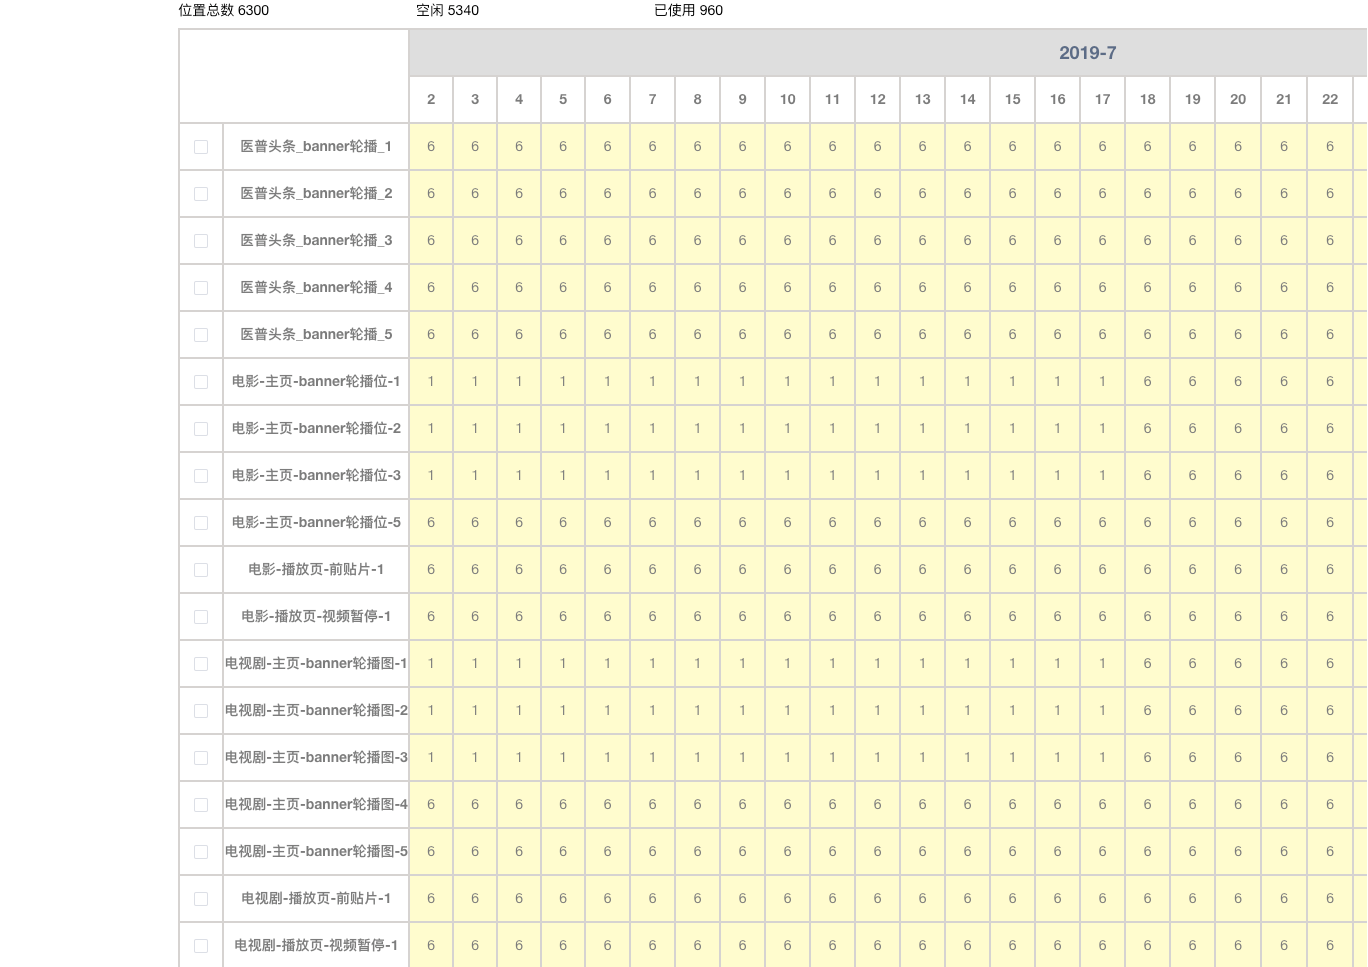 位置总数 6300 空闲 5340 已使用 960
2019-7
2 3 4 5 6 7 8 9 10 11 12 13 14 15 16 17 18 19 20 21 22
医普头条_banner轮播_1 6 6 6 6 6 6 6 6 6 6 6 6 6 6 6 6 6 6 6 6 6
医普头条_banner轮播_2 6 6 6 6 6 6 6 6 6 6 6 6 6 6 6 6 6 6 6 6 6
医普头条_banner轮播_3 6 6 6 6 6 6 6 6 6 6 6 6 6 6 6 6 6 6 6 6 6
医普头条_banner轮播_4 6 6 6 6 6 6 6 6 6 6 6 6 6 6 6 6 6 6 6 6 6
医普头条_banner轮播_5 6 6 6 6 6 6 6 6 6 6 6 6 6 6 6 6 6 6 6 6 6
电影-主页-banner轮播位-1 1 1 1 1 1 1 1 1 1 1 1 1 1 1 1 1 6 6 6 6 6
电影-主页-banner轮播位-2 1 1 1 1 1 1 1 1 1 1 1 1 1 1 1 1 6 6 6 6 6
电影-主页-banner轮播位-3 1 1 1 1 1 1 1 1 1 1 1 1 1 1 1 1 6 6 6 6 6
电影-主页-banner轮播位-5 6 6 6 6 6 6 6 6 6 6 6 6 6 6 6 6 6 6 6 6 6
电影-播放页-前贴片-1 6 6 6 6 6 6 6 6 6 6 6 6 6 6 6 6 6 6 6 6 6
电影-播放页-视频暂停-1 6 6 6 6 6 6 6 6 6 6 6 6 6 6 6 6 6 6 6 6 6
电视剧-主页-banner轮播图-1 1 1 1 1 1 1 1 1 1 1 1 1 1 1 1 1 6 6 6 6 6
电视剧-主页-banner轮播图-2 1 1 1 1 1 1 1 1 1 1 1 1 1 1 1 1 6 6 6 6 6
电视剧-主页-banner轮播图-3 1 1 1 1 1 1 1 1 1 1 1 1 1 1 1 1 6 6 6 6 6
电视剧-主页-banner轮播图-4 6 6 6 6 6 6 6 6 6 6 6 6 6 6 6 6 6 6 6 6 6
电视剧-主页-banner轮播图-5 6 6 6 6 6 6 6 6 6 6 6 6 6 6 6 6 6 6 6 6 6
电视剧-播放页-前贴片-1 6 6 6 6 6 6 6 6 6 6 6 6 6 6 6 6 6 6 6 6 6
电视剧-播放页-视频暂停-1 6 6 6 6 6 6 6 6 6 6 6 6 6 6 6 6 6 6 6 6 6